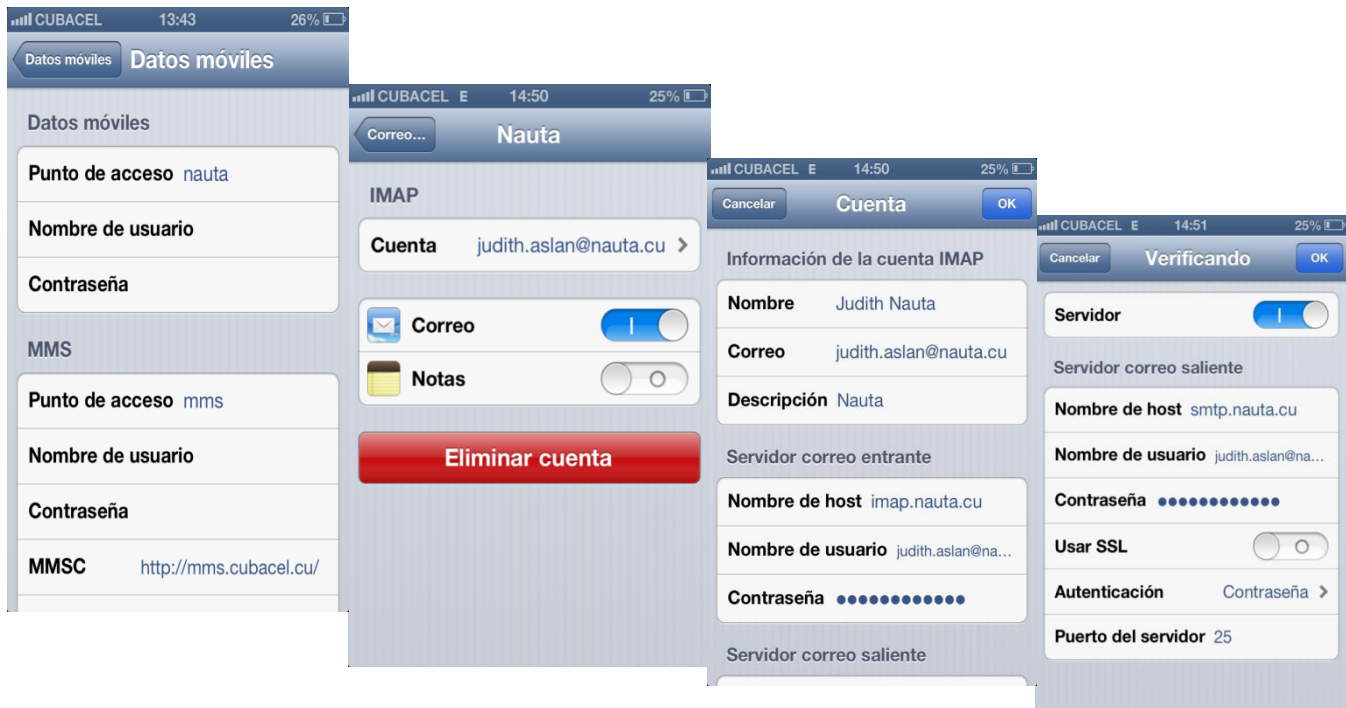 CUBACEL 13:43 26%
Datos móviles Datos móviles
Datos móviles
Punto de acceso nauta
Nombre de usuario
Contraseña
MMS
Punto de acceso mms
Nombre de usuario
Contraseña
MMSC http://mms.cubacel.cu/
CUBACEL E 14:50 25%
Correo... Nauta
IMAP
Cuenta judith.aslan@nauta.cu
Correo
Notas
Eliminar cuenta
CUBACEL E 14:50 25%
Cancelar Cuenta OK
Información de la cuenta IMAP
Nombre Judith Nauta
Correo judith.aslan@nauta.cu
Descripción Nauta
Servidor correo entrante
Nombre de host imap.nauta.cu
Nombre de usuario judith.aslan@na...
Contraseña ●●●●●●●●●●●●
Servidor correo saliente
CUBACEL E 14:51 25%
Cancelar Verificando OK
Servidor
Servidor correo saliente
Nombre de host smtp.nauta.cu
Nombre de usuario judith.aslan@na...
Contraseña ●●●●●●●●●●●●
Usar SSL
Autenticación Contraseña
Puerto del servidor 25